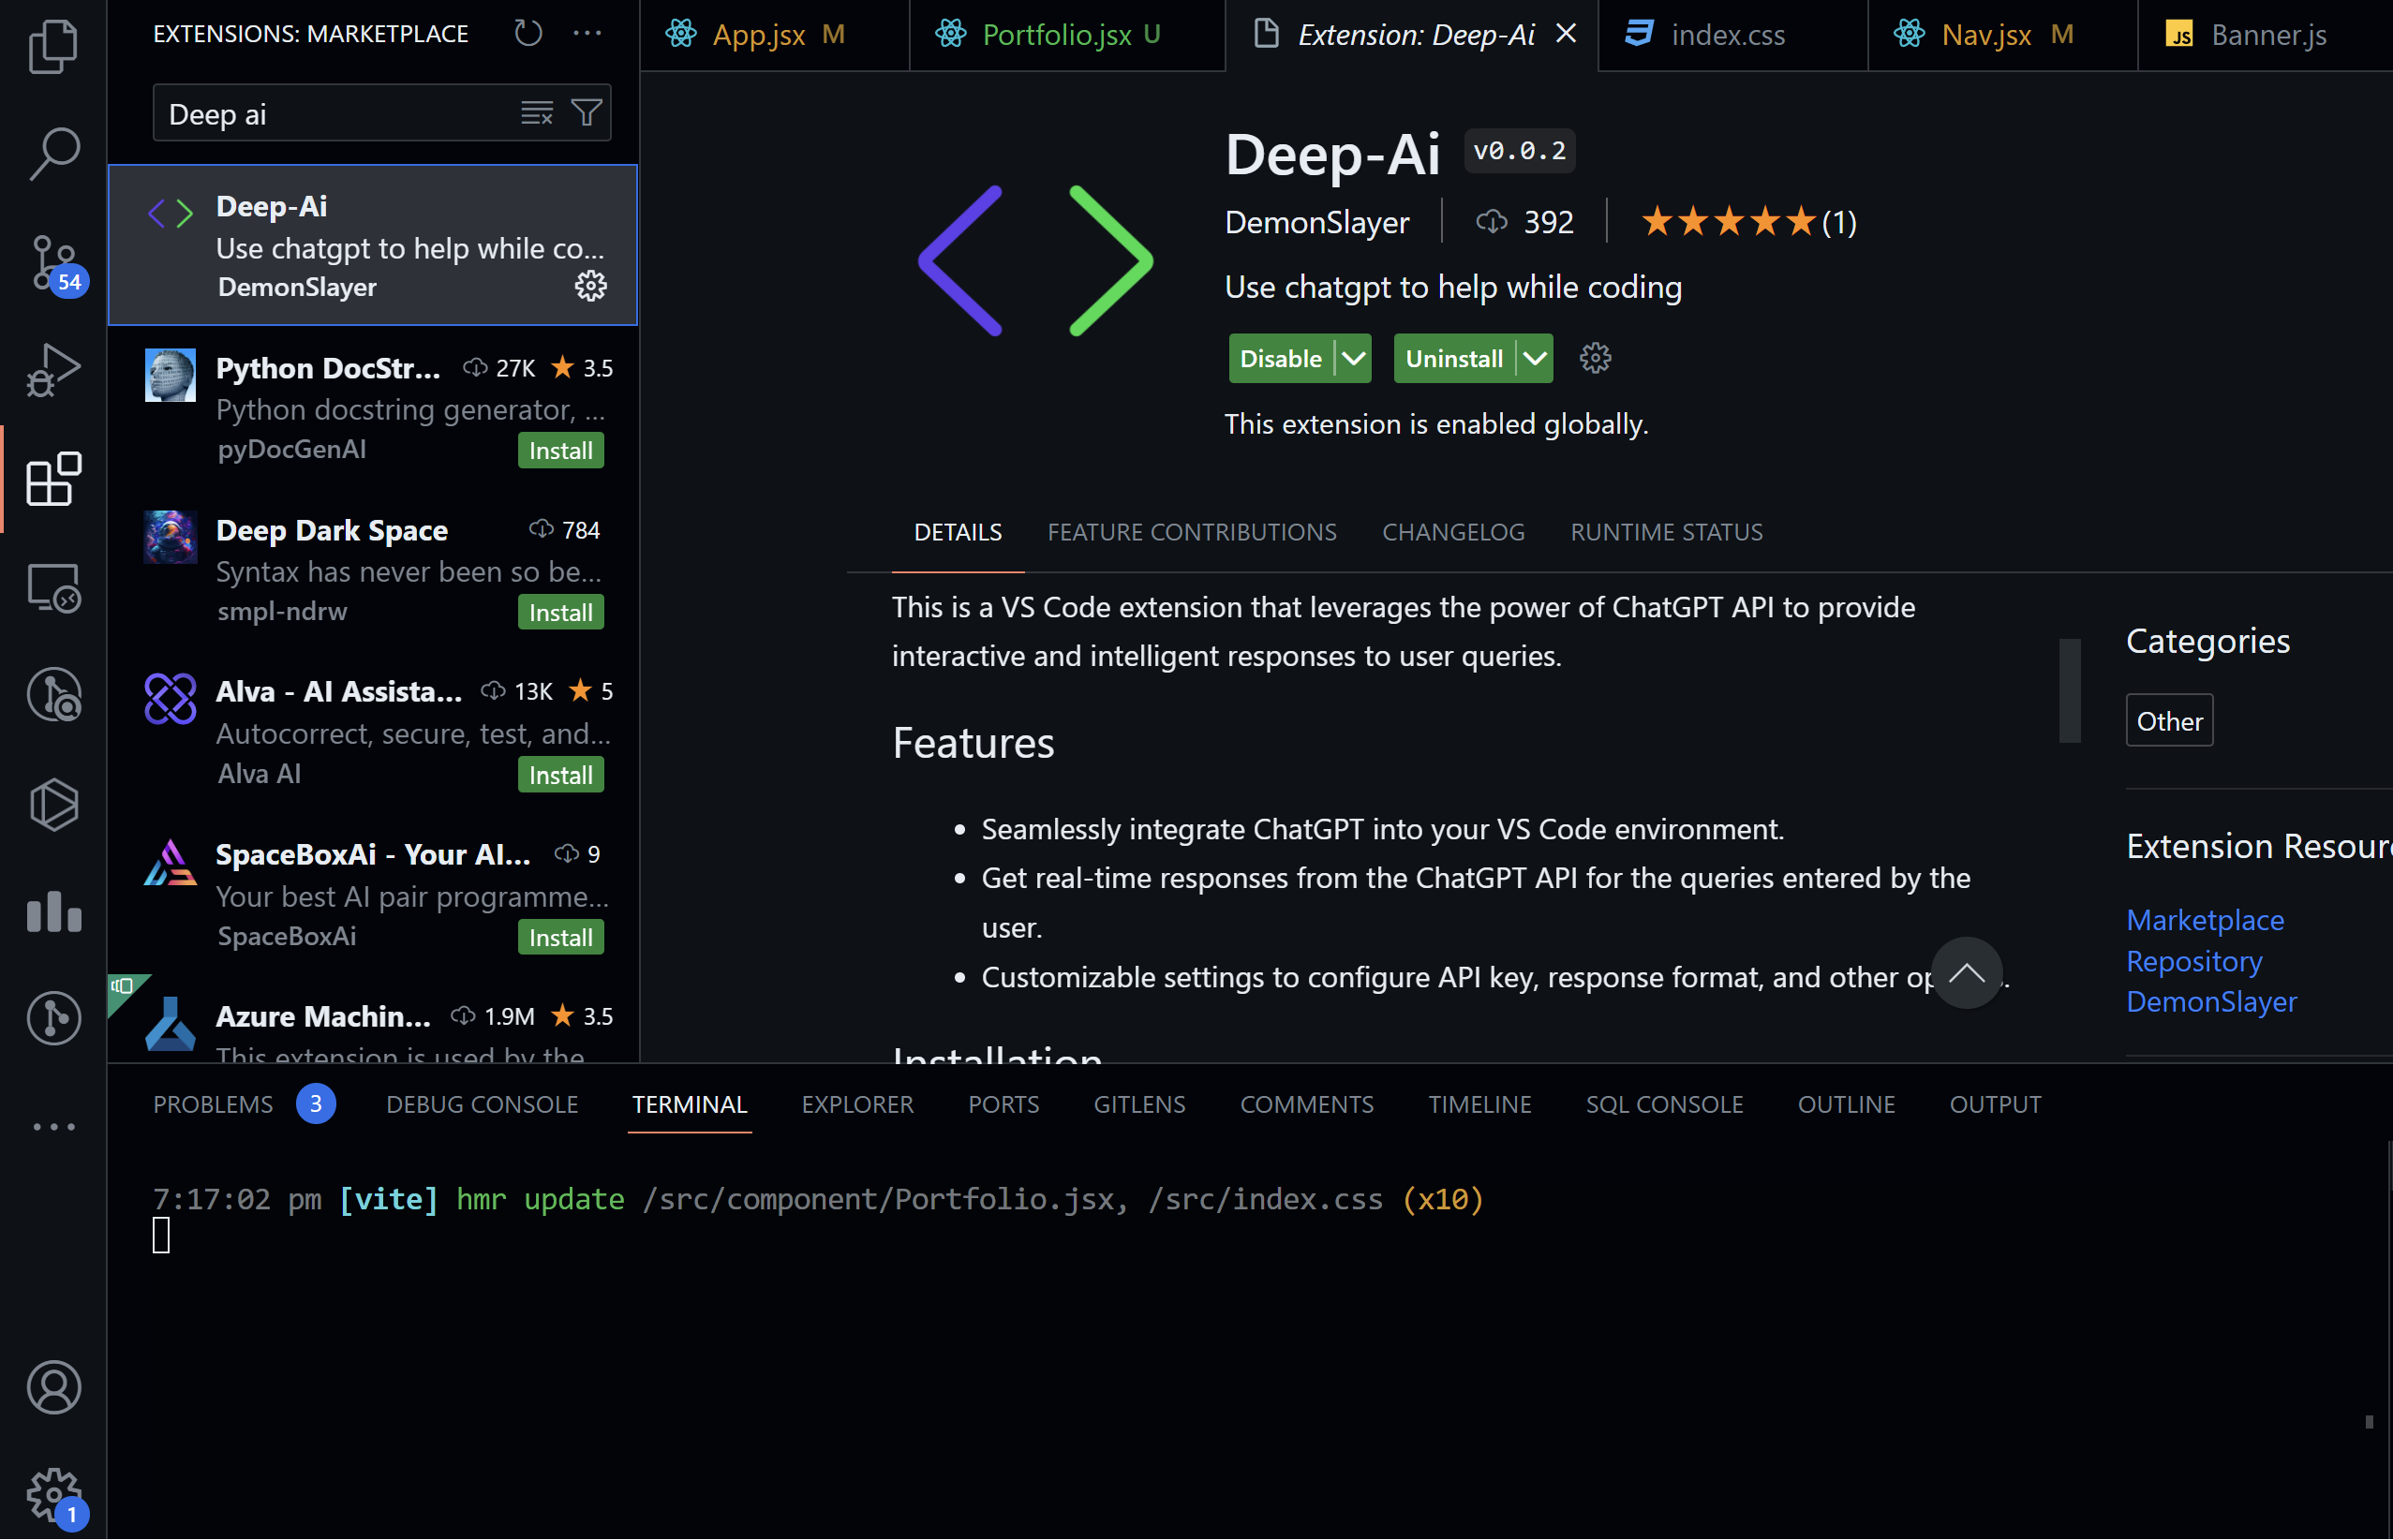 EXTENSIONS: MARKETPLACE
Deep ai
Deep-Ai
Use chatgpt to help while co...
DemonSlayer
Python DocStr... 27K 3.5
Python docstring generator, ...
pyDocGenAI Install
Deep Dark Space 784
Syntax has never been so be...
smpl-ndrw Install
Alva - AI Assista... 13K 5
Autocorrect, secure, test, and...
Alva AI Install
SpaceBoxAi - Your AI... 9
Your best AI pair programme...
SpaceBoxAi Install
Azure Machin... 1.9M 3.5
This extension is used by the
54
1
App.jsx M
Portfolio.jsx U
Extension: Deep-Ai
index.css
Nav.jsx M
JS Banner.js
Deep-Ai v0.0.2
DemonSlayer 392 (1)
Use chatgpt to help while coding
Disable Uninstall
This extension is enabled globally.
DETAILS FEATURE CONTRIBUTIONS CHANGELOG RUNTIME STATUS
This is a VS Code extension that leverages the power of ChatGPT API to provide
interactive and intelligent responses to user queries.
Features
• Seamlessly integrate ChatGPT into your VS Code environment.
• Get real-time responses from the ChatGPT API for the queries entered by the
user.
• Customizable settings to configure API key, response format, and other op
Installation
Categories
Other
Extension Resour
Marketplace
Repository
DemonSlayer
PROBLEMS 3 DEBUG CONSOLE TERMINAL EXPLORER PORTS GITLENS COMMENTS TIMELINE SQL CONSOLE OUTLINE OUTPUT
7:17:02 pm [vite] hmr update /src/component/Portfolio.jsx, /src/index.css (x10)